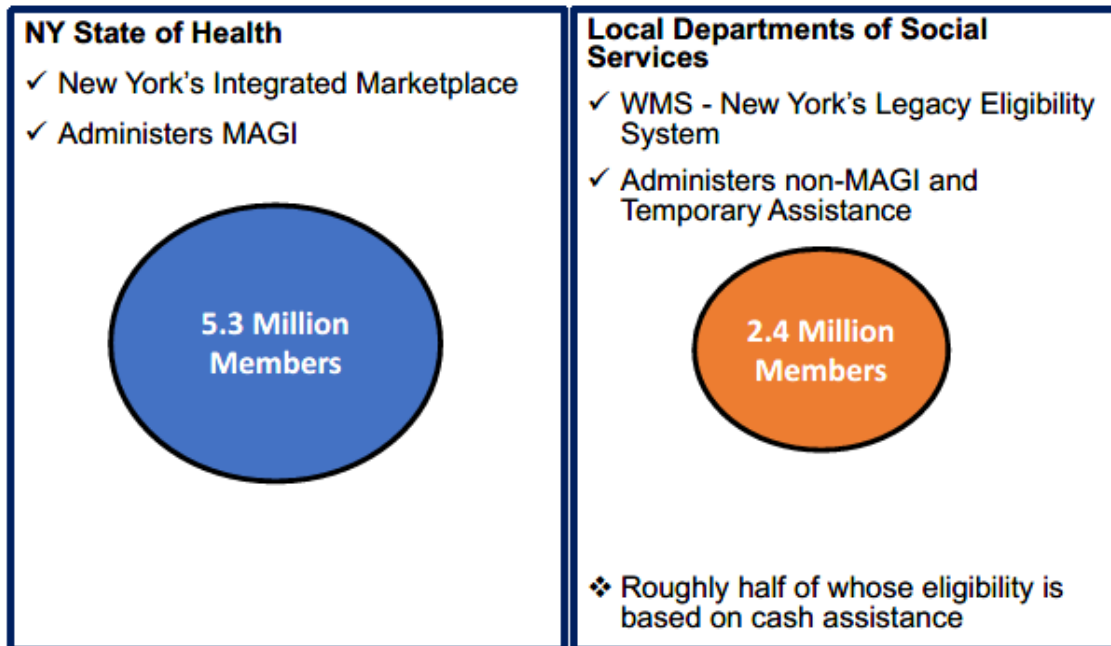 NY State of Health
✓ New York's Integrated Marketplace
✓ Administers MAGI
5.3 Million
Members
Local Departments of Social
Services
✓ WMS - New York's Legacy Eligibility
System
✓ Administers non-MAGI and
Temporary Assistance
2.4 Million
Members
❖ Roughly half of whose eligibility is
based on cash assistance